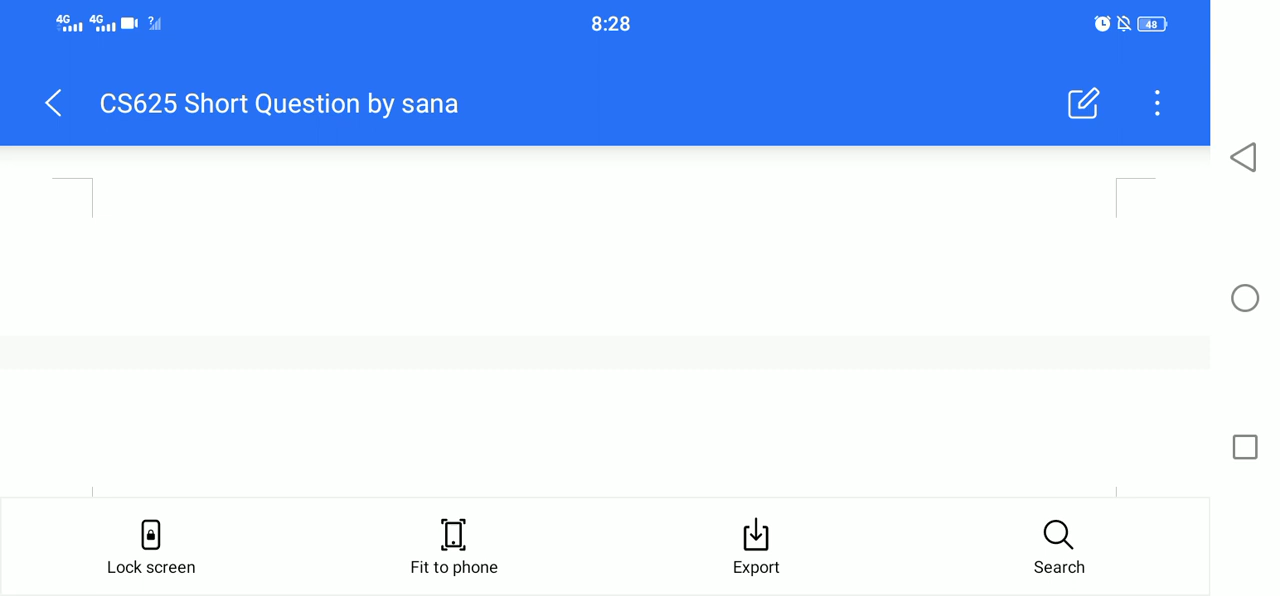 4G 4G ? 8:28 48
CS625 Short Question by sana
Lock screen Fit to phone Export Search